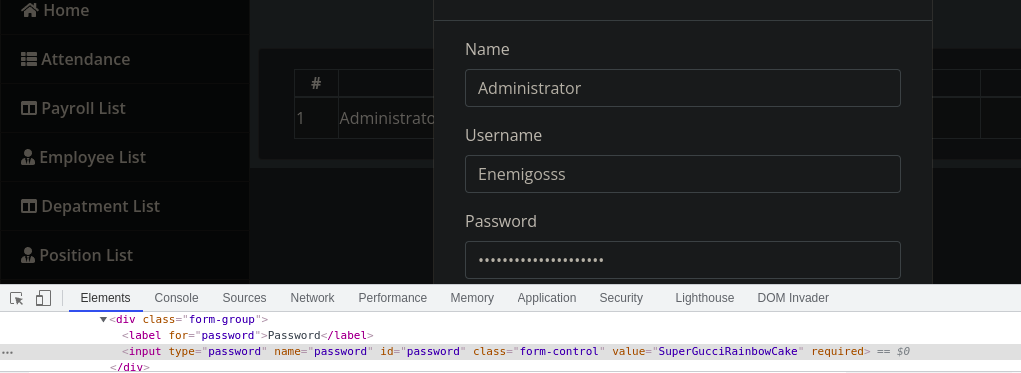 Home
Attendance
Payroll List
Employee List
Depatment List
Position List
#
1 Administrato
Name
Administrator
Username
Enemigosss
Password
•••••••••••••••••••••
Elements Console Sources Network Performance Memory Application Security Lighthouse DOM Invader
▼<div class="form-group">
<label for="password">Password</label>
••• <input type="password" name="password" id="password" class="form-control" value="SuperGucciRainbowCake" required> == $0
</div>